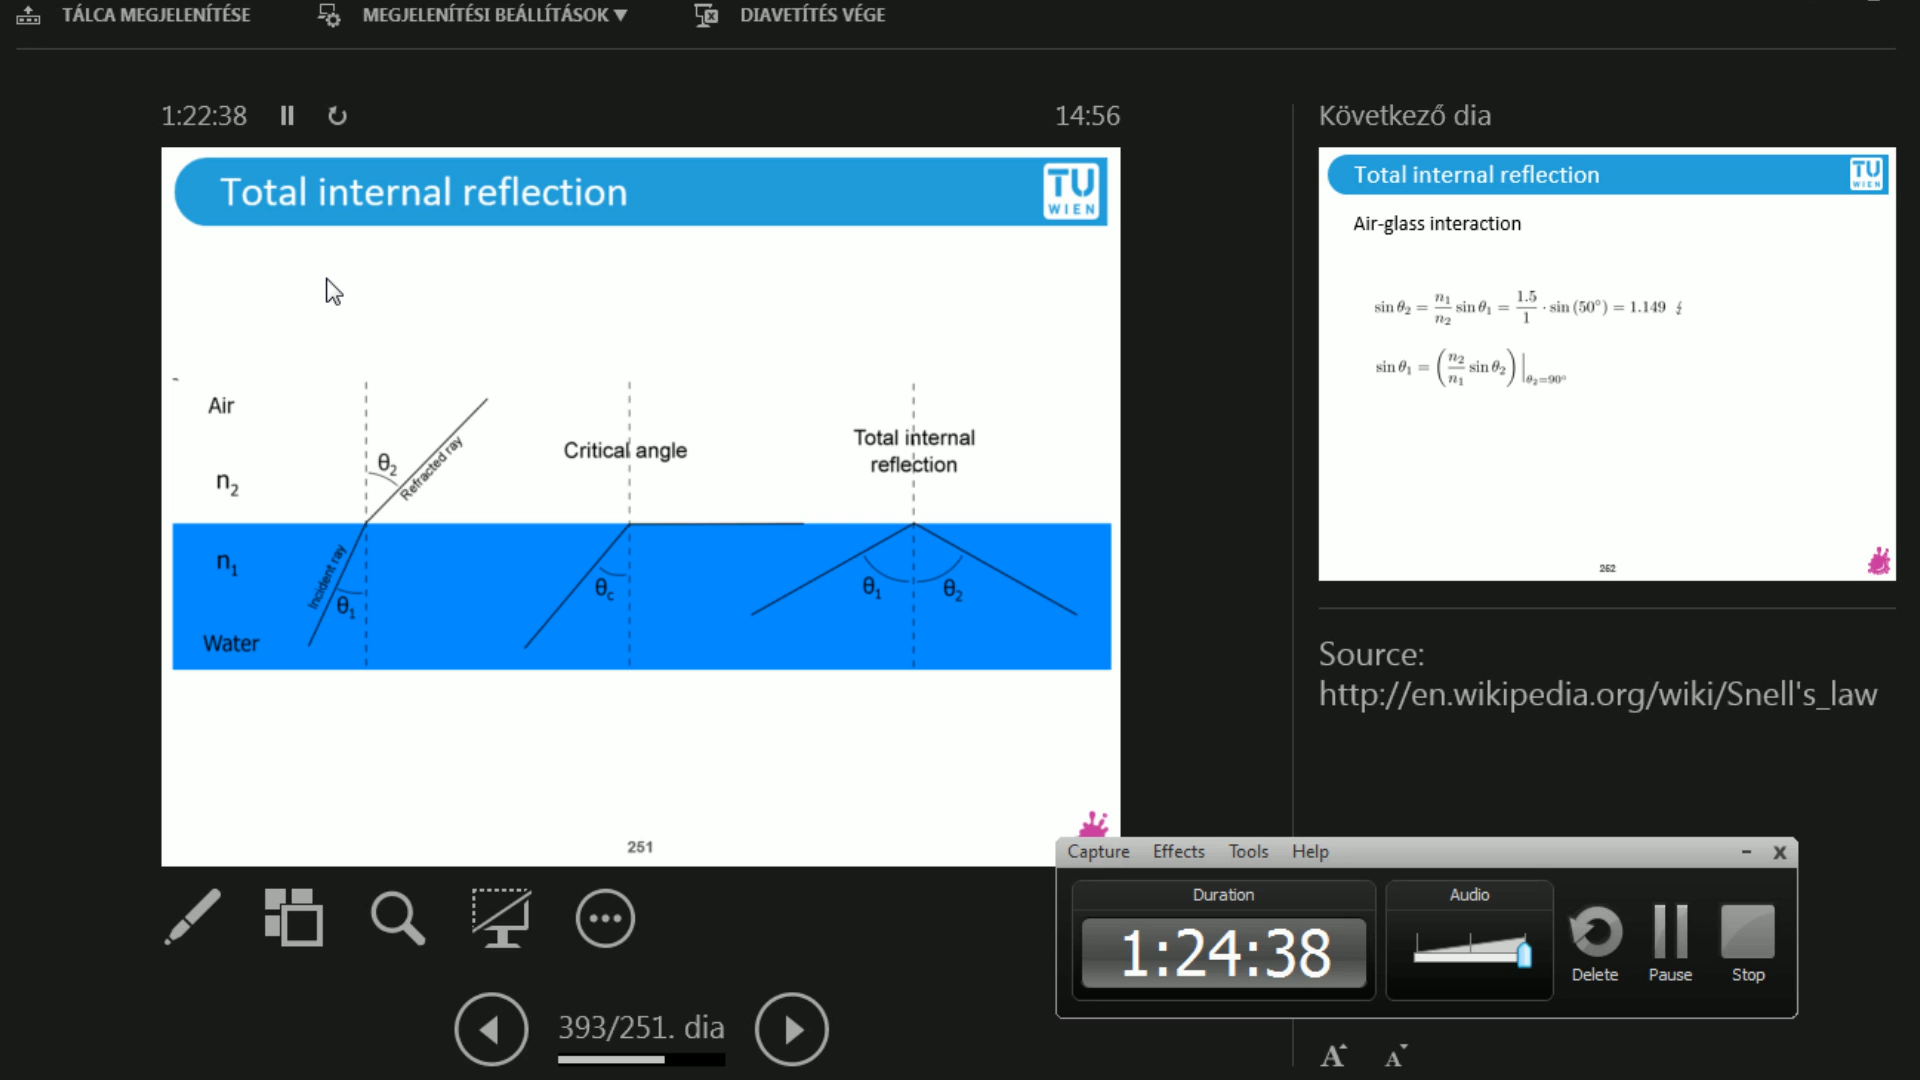 TÁLCA MEGJELENÍTÉSE
MEGJELENÍTÉSI BEÁLLÍTÁSOK ▼
DIAVETÍTÉS VÉGE
1:22:38
14:56
Total internal reflection
TU
WIEN
Air
n2
θ2
Refracted ray
Critical angle
Total internal
reflection
n1
Incident ray
θ1
θc
θ1
θ2
Water
251
393/251. dia
Következő dia
Total internal reflection
TU
WIEN
Air-glass interaction
sin θ2 = n1/n2 sin θ1 = 1.5/1 · sin (50°) = 1.149 ↯
sin θ1 = (n2/n1 sin θ2)|θ2=90°
252
Source:
http://en.wikipedia.org/wiki/Snell's_law
Capture Effects Tools Help
Duration
1:24:38
Audio
Delete
Pause
Stop
A A